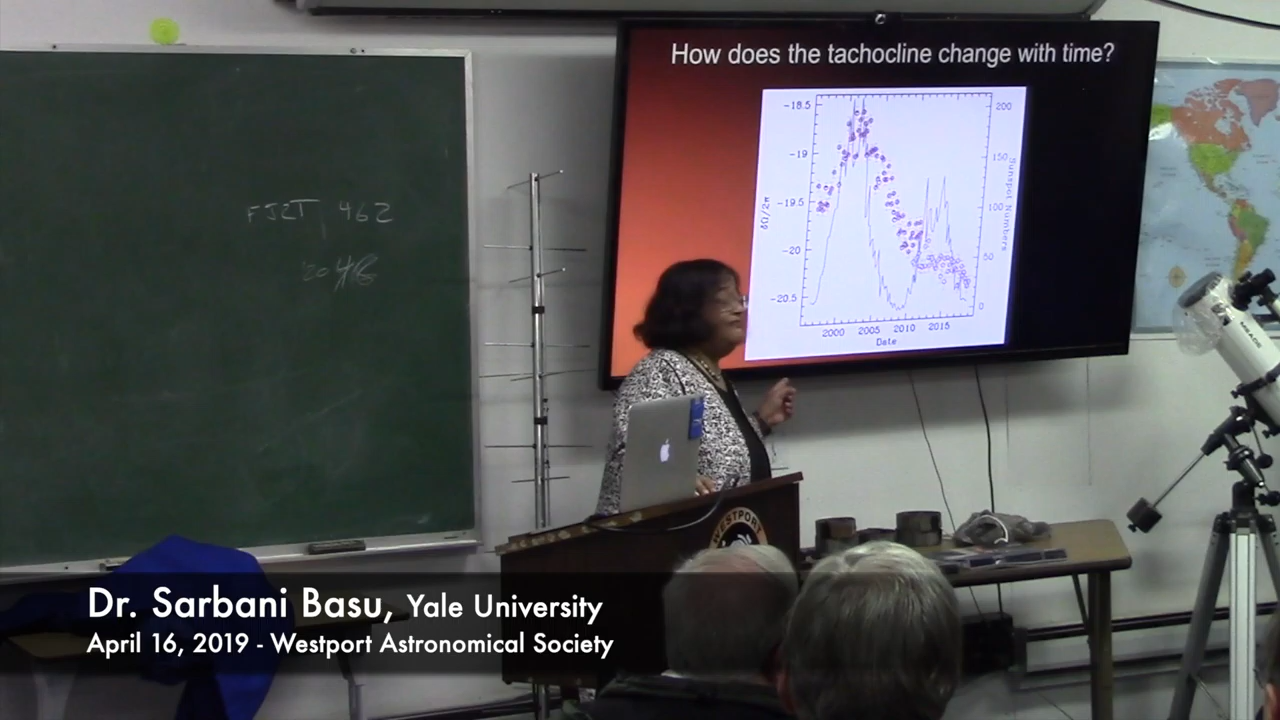 How does the tachocline change with time?
-18.5
-19
-19.5
-20
-20.5
δΩ/2π
200
150
100
50
0
Sunspot Numbers
2000 2005 2010 2015
Date
FJ2T 462
WESTPORT
MEADE
Dr. Sarbani Basu, Yale University
April 16, 2019 - Westport Astronomical Society